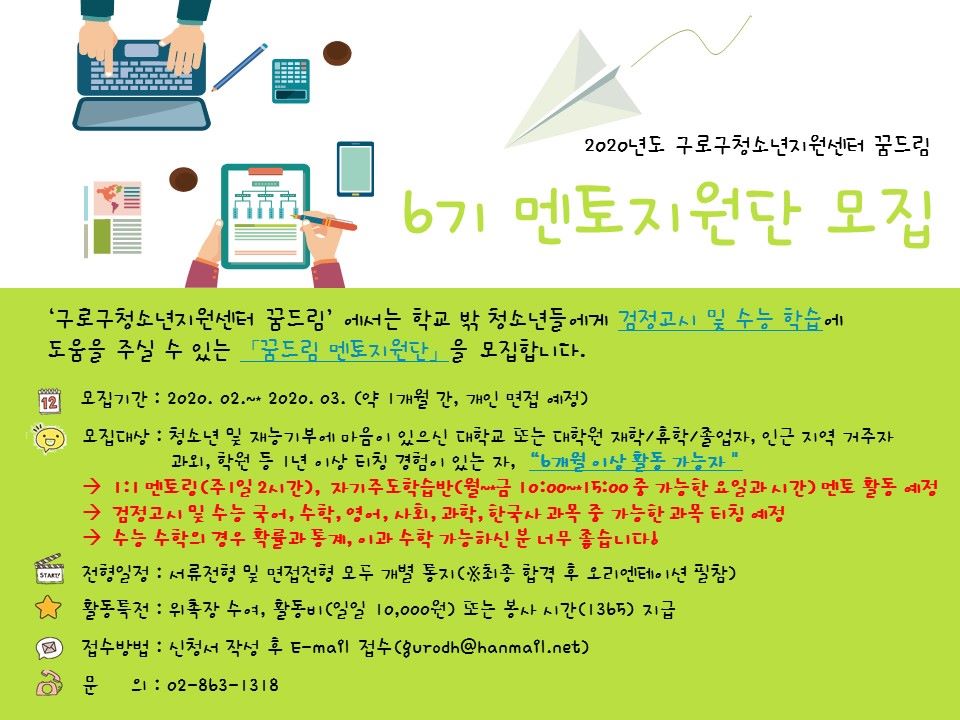 2020년도 구로구청소년지원센터 꿈드림
6기 멘토지원단 모집
‘구로구청소년지원센터 꿈드림’ 에서는 학교 밖 청소년들에게 검정고시 및 수능 학습에
도움을 주실 수 있는 「꿈드림 멘토지원단」을 모집합니다.
12
모집기간 : 2020. 02.~ 2020. 03. (약 1개월 간, 개인 면접 예정)
모집대상 : 청소년 및 재능기부에 마음이 있으신 대학교 또는 대학원 재학/휴학/졸업자, 인근 지역 거주자
과외, 학원 등 1년 이상 티칭 경험이 있는 자, “6개월 이상 활동 가능자"
→ 1:1 멘토링(주1일 2시간), 자기주도학습반(월~금 10:00~15:00 중 가능한 요일과 시간) 멘토 활동 예정
→ 검정고시 및 수능 국어, 수학, 영어, 사회, 과학, 한국사 과목 중 가능한 과목 티칭 예정
→ 수능 수학의 경우 확률과 통계, 이과 수학 가능하신 분 너무 좋습니다!
START!
전형일정 : 서류전형 및 면접전형 모두 개별 통지(※최종 합격 후 오리엔테이션 필참)
활동특전 : 위촉장 수여, 활동비(일일 10,000원) 또는 봉사 시간(1365) 지급
접수방법 : 신청서 작성 후 E-mail 접수(gurodh@hanmail.net)
문 의 : 02-863-1318